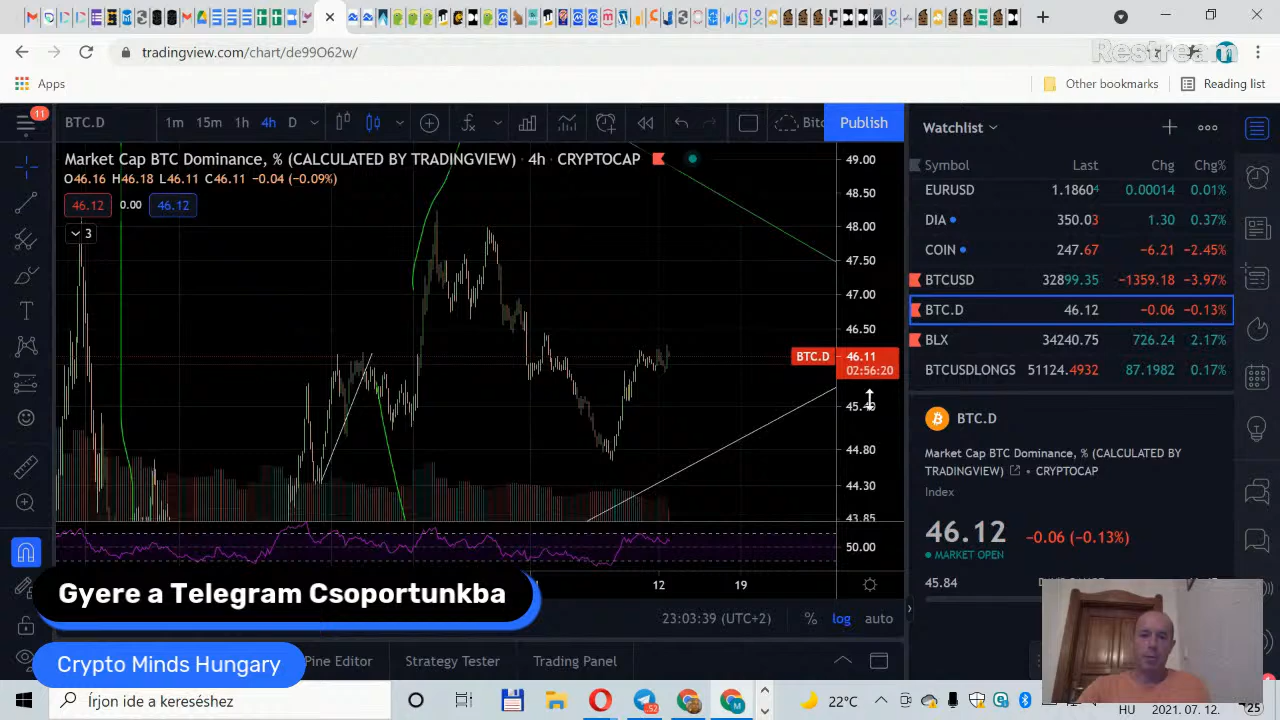 tradingview.com/chart/de99O62w/
Restream
Apps
Other bookmarks
Reading list
11
BTC.D
1m 15m 1h 4h D
Publish
Watchlist
Market Cap BTC Dominance, % (CALCULATED BY TRADINGVIEW) · 4h · CRYPTOCAP
O46.16 H46.18 L46.11 C46.11 −0.04 (−0.09%)
46.12 0.00 46.12
3
49.00
48.50
48.00
47.50
47.00
46.50
BTC.D 46.11
02:56:20
44.80
44.30
43.85
50.00
12 19
23:03:39 (UTC+2)
% log auto
Symbol Last Chg Chg%
EURUSD 1.18604 0.00014 0.01%
DIA 350.03 1.30 0.37%
COIN 247.67 −6.21 −2.45%
BTCUSD 32899.35 −1359.18 −3.97%
BTC.D 46.12 −0.06 −0.13%
BLX 34240.75 726.24 2.17%
BTCUSDLONGS 51124.4932 87.1982 0.17%
BTC.D
Market Cap BTC Dominance, % (CALCULATED BY
TRADINGVIEW) • CRYPTOCAP
Index
46.12 −0.06 (−0.13%)
MARKET OPEN
45.84
Gyere a Telegram Csoportunkba
Crypto Minds Hungary
Pine Editor Strategy Tester Trading Panel
Írjon ide a kereséshez
22°C
HU
2021. 07. 12.
25